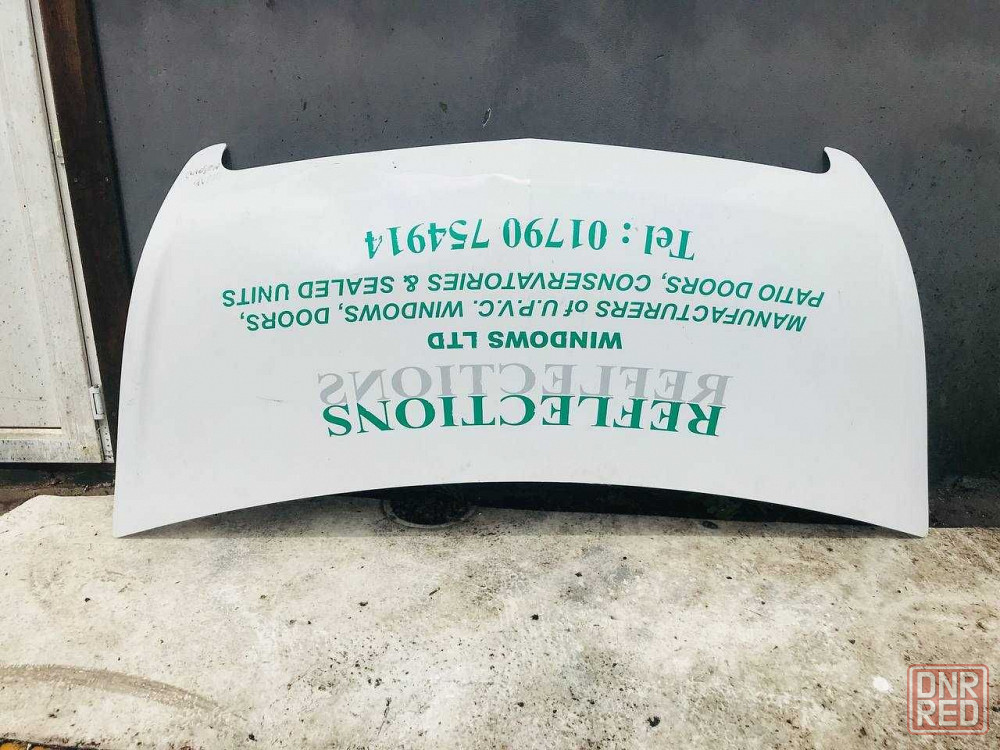 REFLECTIONS
REFLECTIONS
WINDOWS LTD
MANUFACTURERS of U.P.V.C. WINDOWS, DOORS,
PATIO DOORS, CONSERVATORIES & SEALED UNITS
Tel : 01790 754914
DNR
RED